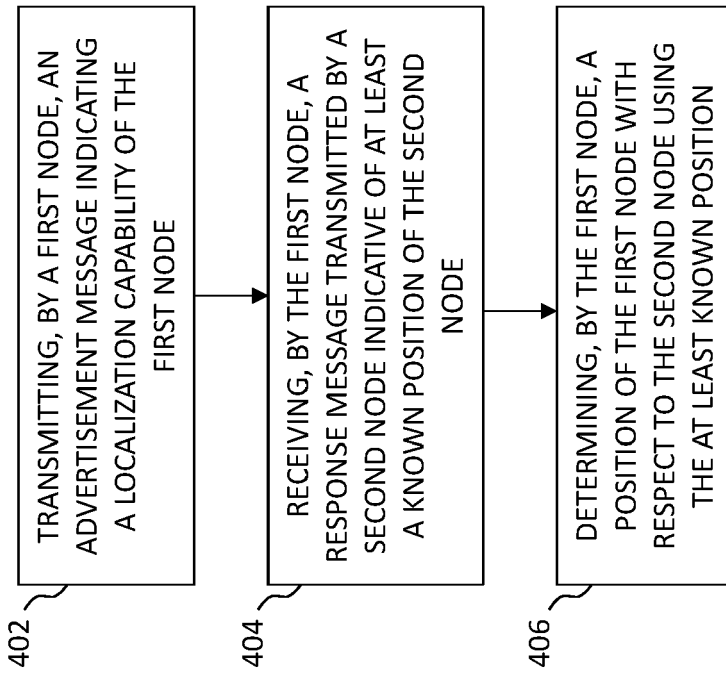 402
TRANSMITTING, BY A FIRST NODE, AN
ADVERTISEMENT MESSAGE INDICATING
A LOCALIZATION CAPABILITY OF THE
FIRST NODE
404
RECEIVING, BY THE FIRST NODE, A
RESPONSE MESSAGE TRANSMITTED BY A
SECOND NODE INDICATIVE OF AT LEAST
A KNOWN POSITION OF THE SECOND
NODE
406
DETERMINING, BY THE FIRST NODE, A
POSITION OF THE FIRST NODE WITH
RESPECT TO THE SECOND NODE USING
THE AT LEAST KNOWN POSITION